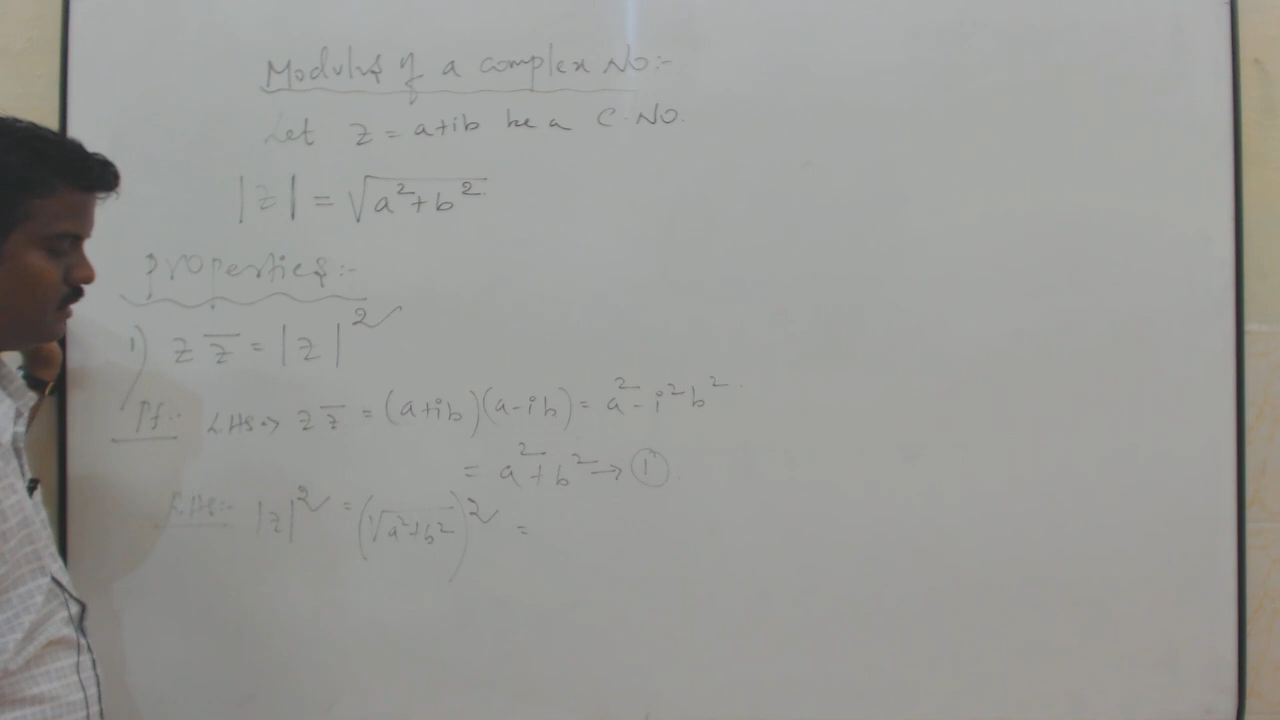 Modulus of a complex No:-
Let z = a+ib be a C.NO.
|z| = √(a²+b²)
Properties:-
1) z z̅ = |z|²
Pf:- LHS→ z z̅ = (a+ib)(a-ib) = a² - i²b²
= a²+b² → ①
RHS:- |z|² = (√(a²+b²))² =